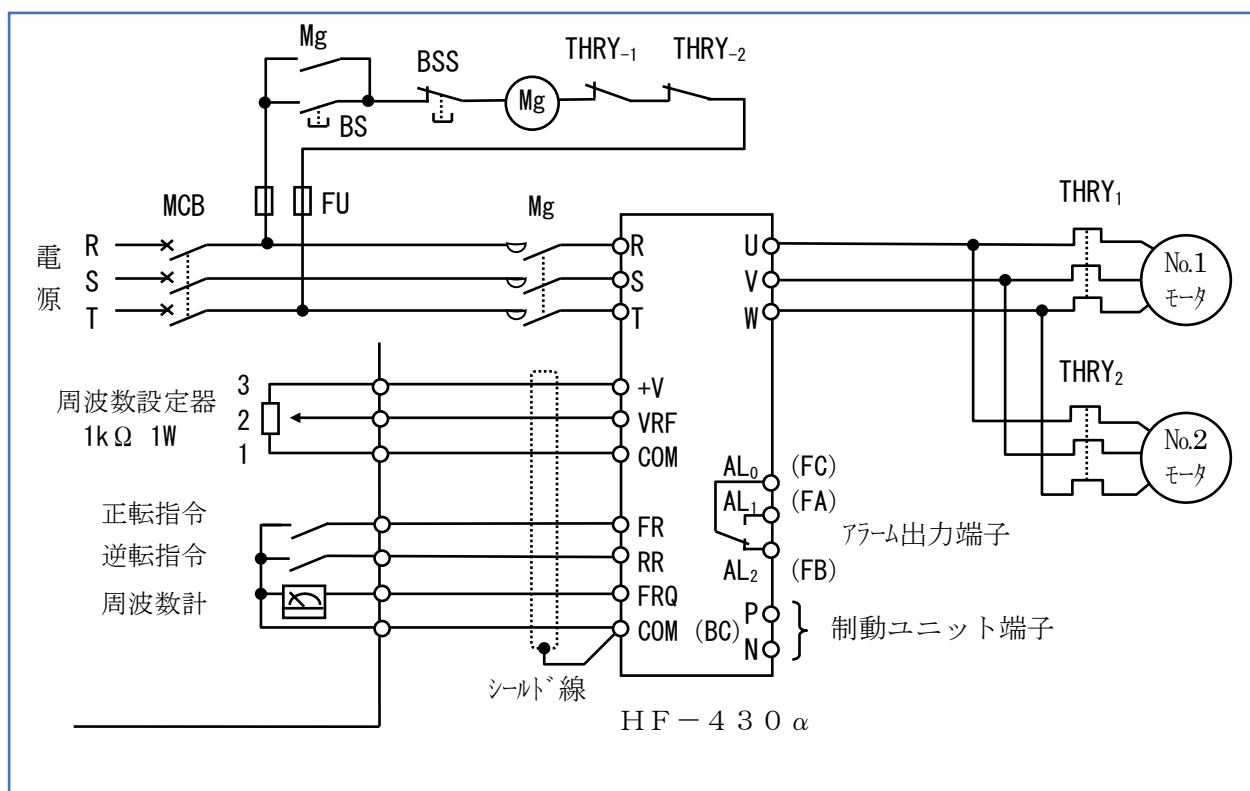 Mg
BSS
THRY-1
THRY-2
Mg
BS
MCB
FU
Mg
THRY1
電源
R
S
T
R
S
T
U
V
W
No.1
モータ
THRY2
No.2
モータ
周波数設定器
1kΩ 1W
3
2
1
+V
VRF
COM
AL0 (FC)
AL1 (FA)
AL2 (FB)
アラーム出力端子
正転指令
逆転指令
周波数計
FR
RR
FRQ
COM (BC)
P
N
制動ユニット端子
シールド線
HF-430α